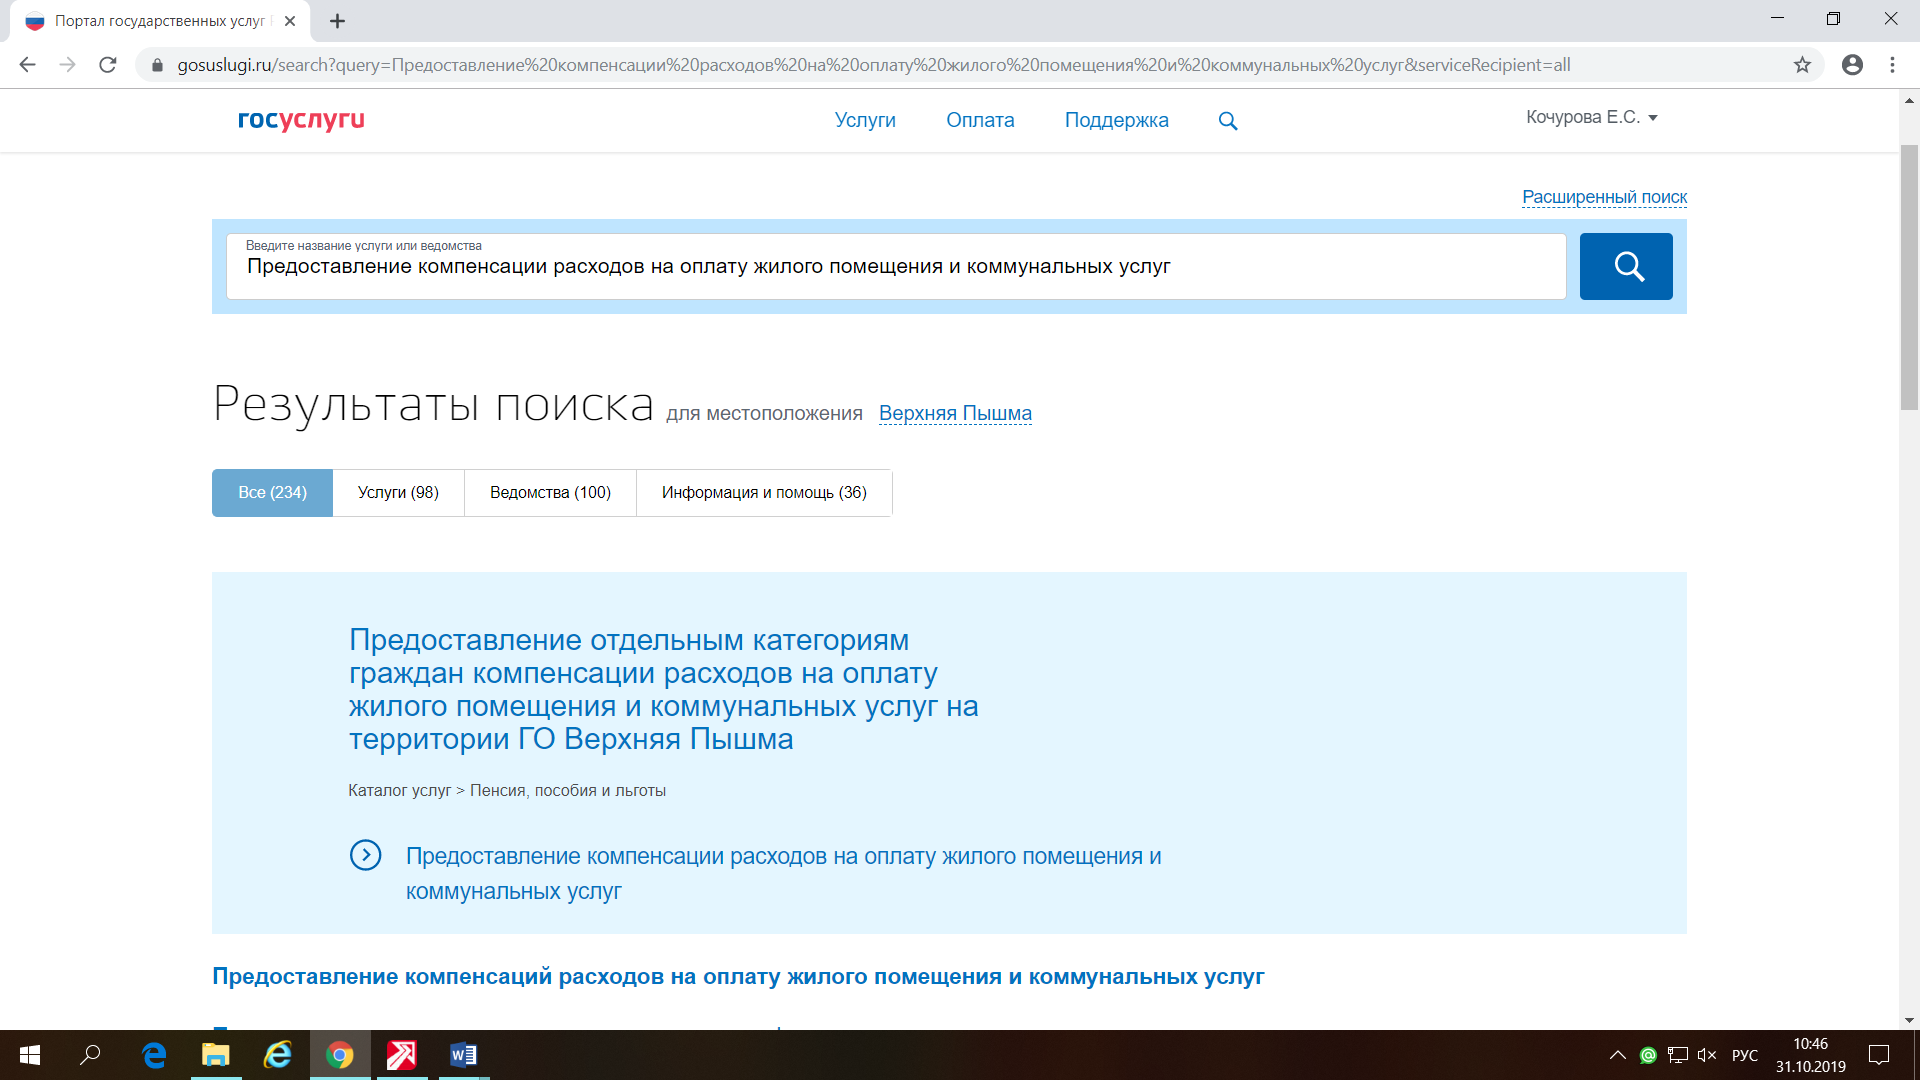 Портал государственных услуг
gosuslugi.ru/search?query=Предоставление%20компенсации%20расходов%20на%20оплату%20жилого%20помещения%20и%20коммунальных%20услуг&serviceRecipient=all
госуслуги
Услуги
Оплата
Поддержка
Кочурова Е.С.
Расширенный поиск
Введите название услуги или ведомства
Предоставление компенсации расходов на оплату жилого помещения и коммунальных услуг
Результаты поиска для местоположения Верхняя Пышма
Все (234)
Услуги (98)
Ведомства (100)
Информация и помощь (36)
Предоставление отдельным категориям
граждан компенсации расходов на оплату
жилого помещения и коммунальных услуг на
территории ГО Верхняя Пышма
Каталог услуг > Пенсия, пособия и льготы
Предоставление компенсации расходов на оплату жилого помещения и
коммунальных услуг
Предоставление компенсаций расходов на оплату жилого помещения и коммунальных услуг
РУС
10:46
31.10.2019